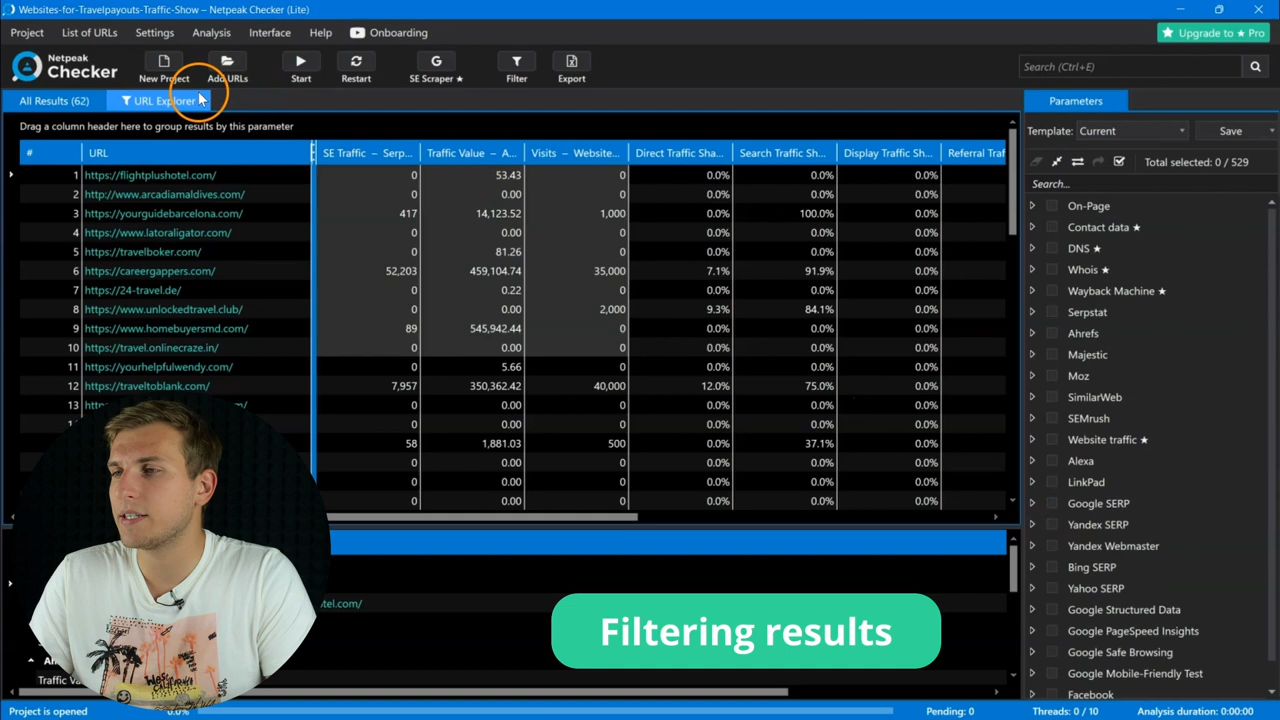 Websites-for-Travelpayouts-Traffic-Show – Netpeak Checker (Lite)
Project List of URLs Settings Analysis Interface Help Onboarding Upgrade to ★ Pro
Netpeak Checker
New Project Add URLs Start Restart SE Scraper ★ Filter Export Search (Ctrl+E)
All Results (62) URL Explorer Parameters
Drag a column header here to group results by this parameter
Template: Current Save
# URL SE Traffic – Serp... Traffic Value – A... Visits – Website... Direct Traffic Sha... Search Traffic Sh... Display Traffic Sh... Referral Traf
Total selected: 0 / 529
Search...
1 https://flightplushotel.com/ 0 53.43 0 0.0% 0.0% 0.0%
2 http://www.arcadiamaldives.com/ 0 0.00 0 0.0% 0.0% 0.0%
3 https://yourguidebarcelona.com/ 417 14,123.52 1,000 0.0% 100.0% 0.0%
4 https://www.latoraligator.com/ 0 0.00 0 0.0% 0.0% 0.0%
5 https://travelboker.com/ 0 81.26 0 0.0% 0.0% 0.0%
6 https://careergappers.com/ 52,203 459,104.74 35,000 7.1% 91.9% 0.0%
7 https://24-travel.de/ 0 0.22 0 0.0% 0.0% 0.0%
8 https://www.unlockedtravel.club/ 0 0.00 2,000 9.3% 84.1% 0.0%
9 https://www.homebuyersmd.com/ 89 545,942.44 0 0.0% 0.0% 0.0%
10 https://travel.onlinecraze.in/ 0 0.00 0 0.0% 0.0% 0.0%
11 https://yourhelpfulwendy.com/ 0 5.66 0 0.0% 0.0% 0.0%
12 https://traveltoblank.com/ 7,957 350,362.42 40,000 12.0% 75.0% 0.0%
13 0 0.00 0 0.0% 0.0% 0.0%
0 0.00 0 0.0% 0.0% 0.0%
58 1,881.03 500 0.0% 37.1% 0.0%
0 0.00 0 0.0% 0.0% 0.0%
0 0.00 0 0.0% 0.0% 0.0%
0 0.00 0 0.0% 0.0% 0.0%
On-Page
Contact data ★
DNS ★
Whois ★
Wayback Machine ★
Serpstat
Ahrefs
Majestic
Moz
SimilarWeb
SEMrush
Website traffic ★
Alexa
LinkPad
Google SERP
Yandex SERP
Yandex Webmaster
Bing SERP
Yahoo SERP
Google Structured Data
Google PageSpeed Insights
Google Safe Browsing
Google Mobile-Friendly Test
Facebook
tel.com/
Filtering results
Traffic Va
Project is opened 0.0% Pending: 0 Threads: 0 / 10 Analysis duration: 0:00:00